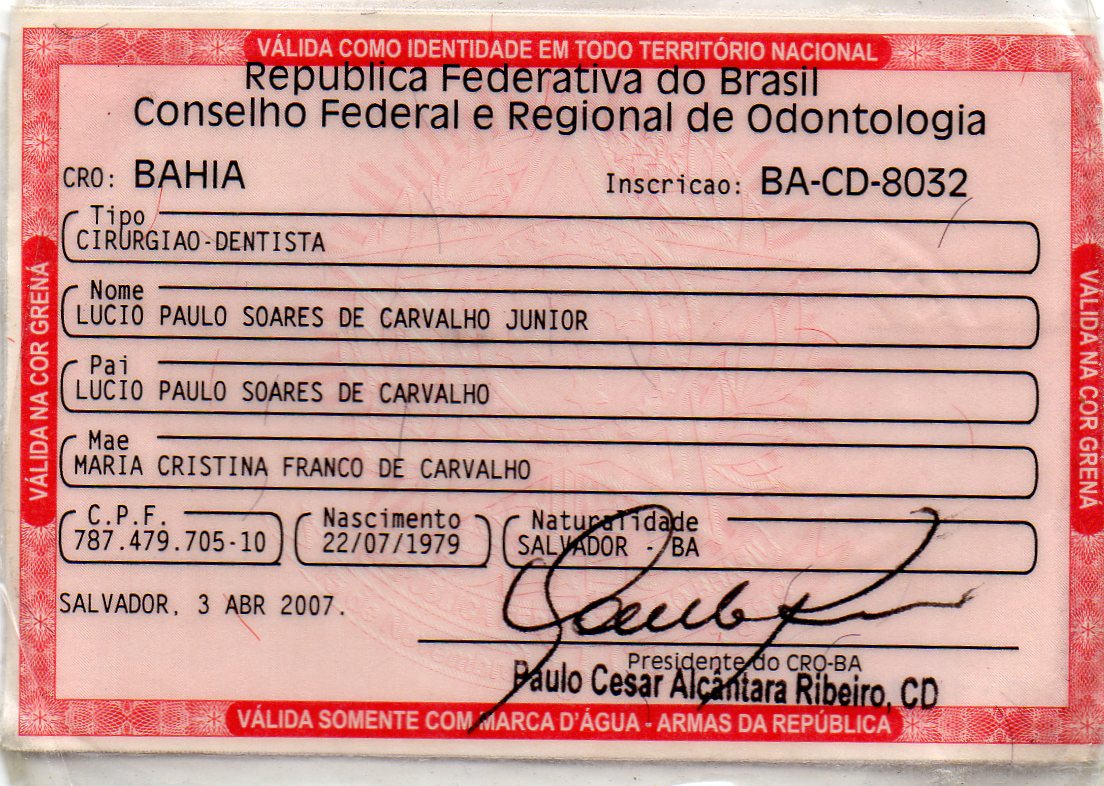 VÁLIDA COMO IDENTIDADE EM TODO TERRITÓRIO NACIONAL
Republica Federativa do Brasil
Conselho Federal e Regional de Odontologia
CRO: BAHIA Inscricao: BA-CD-8032
Tipo
CIRURGIAO-DENTISTA
Nome
LUCIO PAULO SOARES DE CARVALHO JUNIOR
Pai
LUCIO PAULO SOARES DE CARVALHO
Mae
MARIA CRISTINA FRANCO DE CARVALHO
C.P.F. Nascimento Naturalidade
787.479.705-10 22/07/1979 SALVADOR - BA
SALVADOR, 3 ABR 2007.
Presidente do CRO-BA
Paulo Cesar Alcântara Ribeiro, CD
VÁLIDA SOMENTE COM MARCA D'ÁGUA - ARMAS DA REPÚBLICA
VÁLIDA NA COR GRENÁ
VÁLIDA NA COR GRENÁ